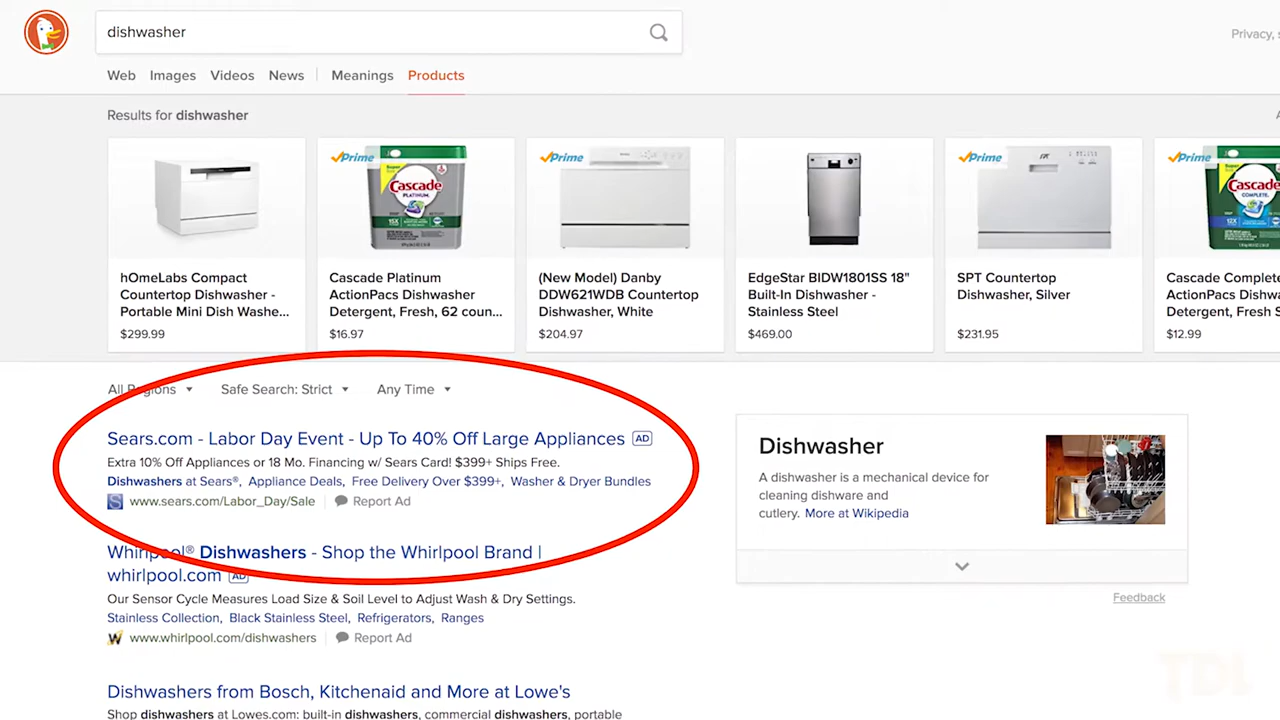 dishwasher
Privacy, s
Web Images Videos News Meanings Products
Results for dishwasher
Prime
Prime
Prime
Prime
Cascade
PLATINUM
Cascade
COMPLETE
hOmeLabs Compact
Countertop Dishwasher -
Portable Mini Dish Washe...
$299.99
Cascade Platinum
ActionPacs Dishwasher
Detergent, Fresh, 62 coun...
$16.97
(New Model) Danby
DDW621WDB Countertop
Dishwasher, White
$204.97
EdgeStar BIDW1801SS 18"
Built-In Dishwasher -
Stainless Steel
$469.00
SPT Countertop
Dishwasher, Silver
$231.95
Cascade Complete
ActionPacs Dishwa
Detergent, Fresh S
$12.99
All Regions Safe Search: Strict Any Time
Sears.com - Labor Day Event - Up To 40% Off Large Appliances AD
Extra 10% Off Appliances or 18 Mo. Financing w/ Sears Card! $399+ Ships Free.
Dishwashers at Sears®, Appliance Deals, Free Delivery Over $399+, Washer & Dryer Bundles
www.sears.com/Labor_Day/Sale Report Ad
Whirlpool® Dishwashers - Shop the Whirlpool Brand |
whirlpool.com AD
Our Sensor Cycle Measures Load Size & Soil Level to Adjust Wash & Dry Settings.
Stainless Collection, Black Stainless Steel, Refrigerators, Ranges
www.whirlpool.com/dishwashers Report Ad
Dishwashers from Bosch, Kitchenaid and More at Lowe's
Shop dishwashers at Lowes.com: built-in dishwashers, commercial dishwashers, portable
Dishwasher
A dishwasher is a mechanical device for
cleaning dishware and
cutlery. More at Wikipedia
Feedback
TDL